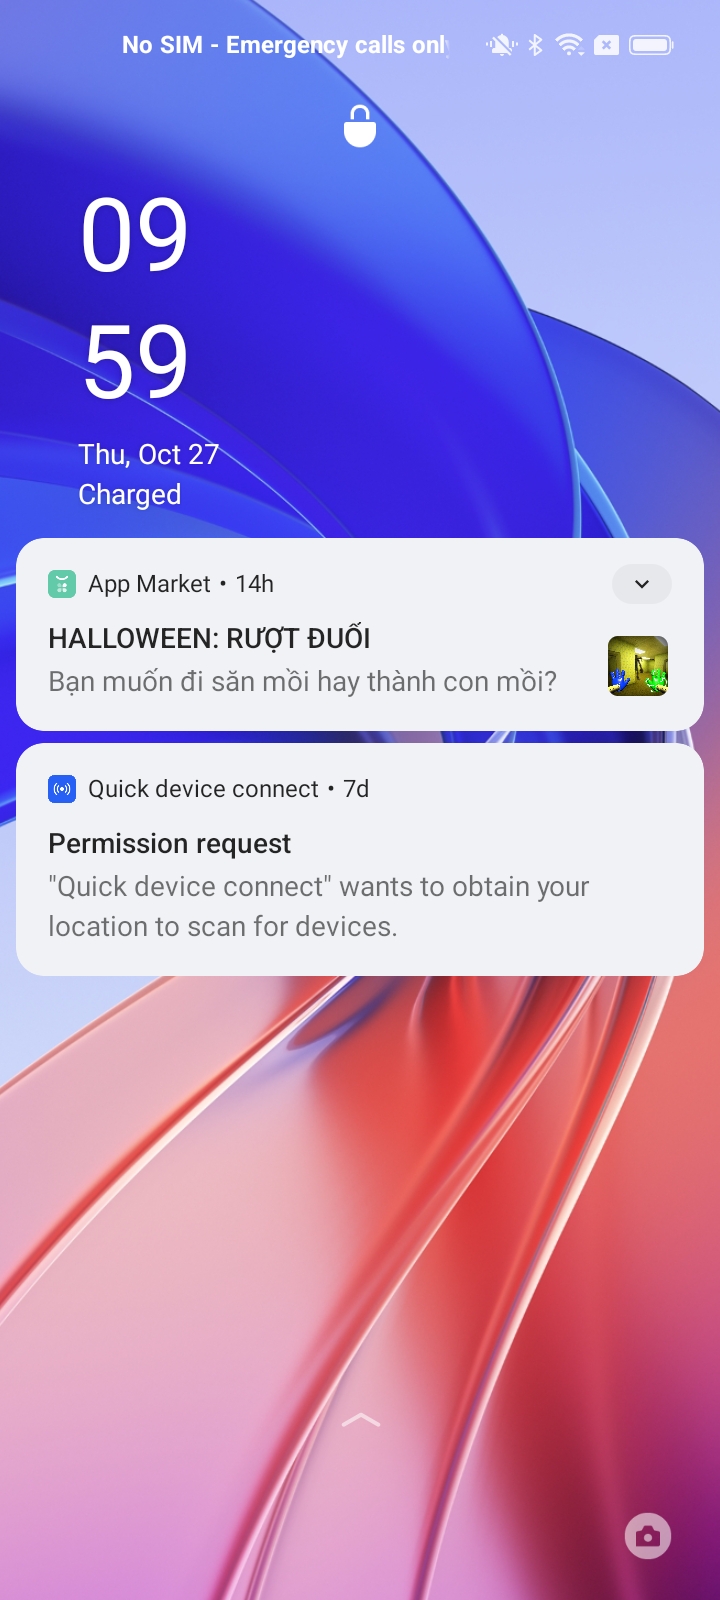 No SIM - Emergency calls onl
09
59
Thu, Oct 27
Charged
App Market • 14h
HALLOWEEN: RƯỢT ĐUỔI
Bạn muốn đi săn mồi hay thành con mồi?
Quick device connect • 7d
Permission request
"Quick device connect" wants to obtain your
location to scan for devices.